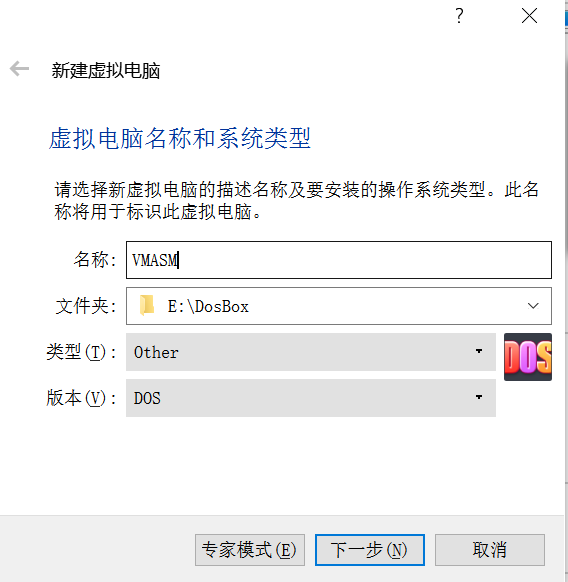 ?
新建虚拟电脑
虚拟电脑名称和系统类型
请选择新虚拟电脑的描述名称及要安装的操作系统类型。此名
称将用于标识此虚拟电脑。
名称: VMASM
文件夹: E:\DosBox
类型(T): Other
DOS
版本(V): DOS
专家模式(E) 下一步(N) 取消